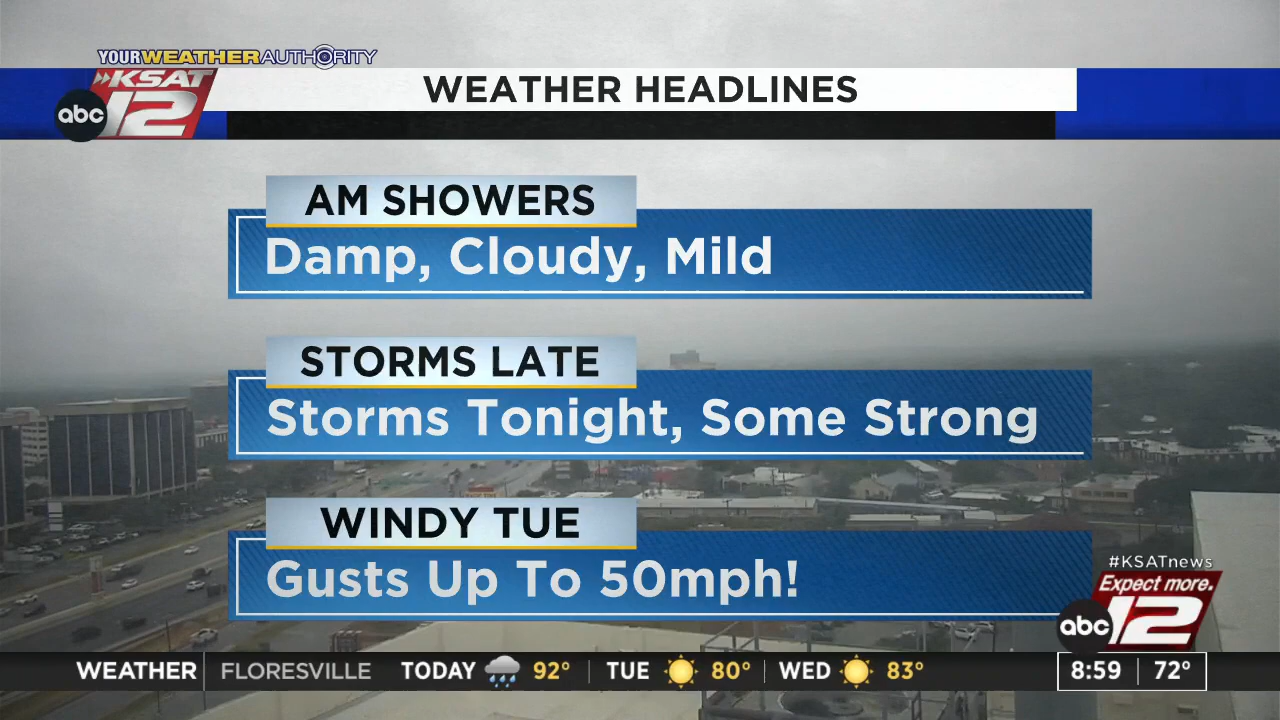 YOURWEATHERAUTHORITY
KSAT
abc 12
WEATHER HEADLINES
AM SHOWERS
Damp, Cloudy, Mild
STORMS LATE
Storms Tonight, Some Strong
WINDY TUE
Gusts Up To 50mph!
#KSATnews
Expect more.
abc 12
WEATHER FLORESVILLE TODAY 92° TUE 80° WED 83° 8:59 72°